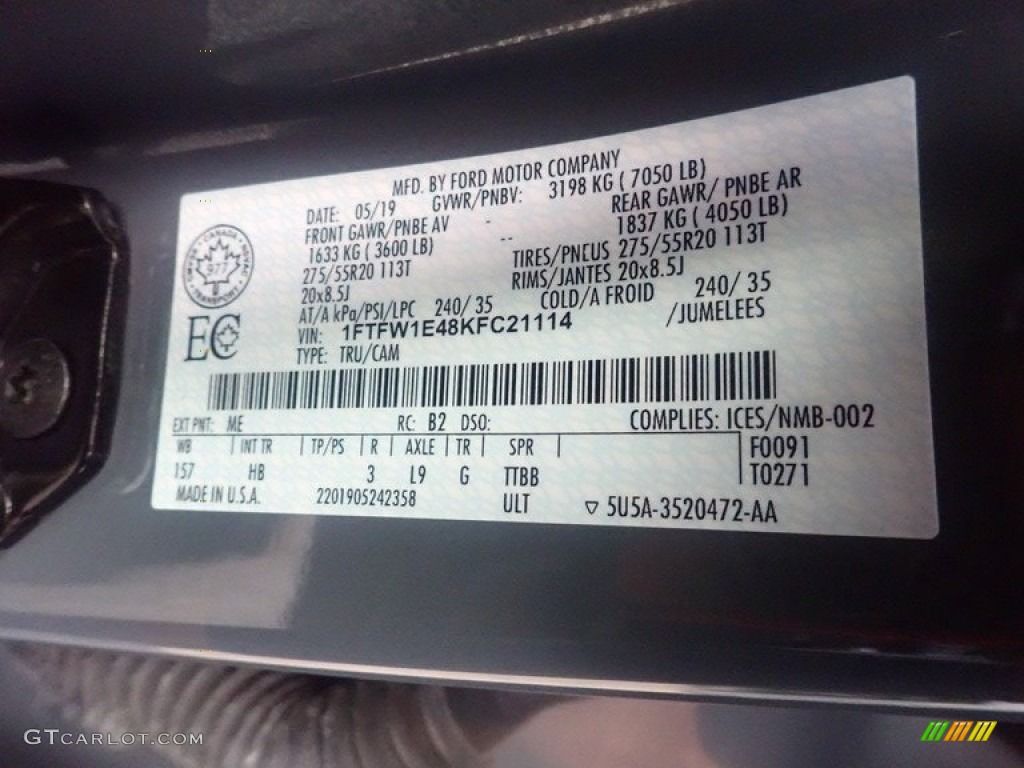 MFD. BY FORD MOTOR COMPANY
DATE: 05/19 GVWR/PNBV: 3198 KG ( 7050 LB)
FRONT GAWR/PNBE AV - REAR GAWR/ PNBE AR
1633 KG ( 3600 LB) -- 1837 KG ( 4050 LB)
275/55R20 113T TIRES/PNEUS 275/55R20 113T
20x8.5J RIMS/JANTES 20x8.5J
AT/A kPa/PSI/LPC 240/ 35 COLD/A FROID 240/ 35
VIN: 1FTFW1E48KFC21114 /JUMELEES
TYPE: TRU/CAM
CANADA
977
TRANSPORT
EC
EXT PNT: ME RC: B2 DSO: COMPLIES: ICES/NMB-002
WB INT TR TP/PS R AXLE TR SPR F0091
157 HB 3 L9 G TTBB T0271
MADE IN U.S.A. 2201905242358 ULT ▽ 5U5A-3520472-AA
GTCARLOT.COM